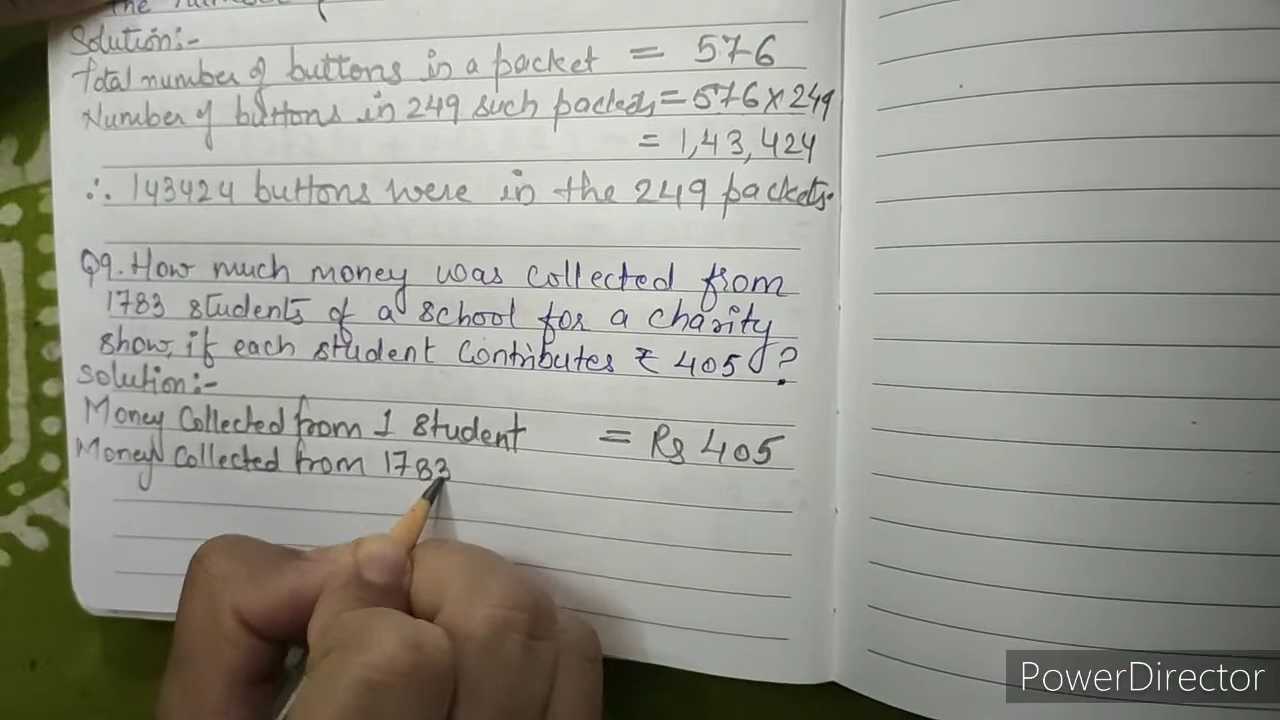 the
Solution:-
Total number of buttons in a packet = 576
Number of buttons in 249 such packets = 576 × 249
= 1,43,424
∴ 143424 buttons were in the 249 packets.
Q9. How much money was collected from
1783 students of a school for a charity
show, if each student contributes ₹ 405 ?
Solution:-
Money Collected from 1 student = Rs 405
Money Collected from 1783
PowerDirector